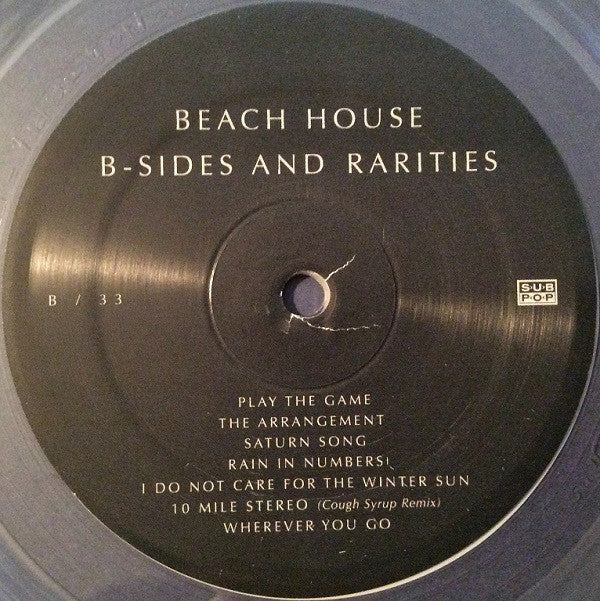 BEACH HOUSE
B-SIDES AND RARITIES
B / 33
S·U·B
P·O·P
PLAY THE GAME
THE ARRANGEMENT
SATURN SONG
RAIN IN NUMBERS
I DO NOT CARE FOR THE WINTER SUN
10 MILE STEREO (Cough Syrup Remix)
WHEREVER YOU GO